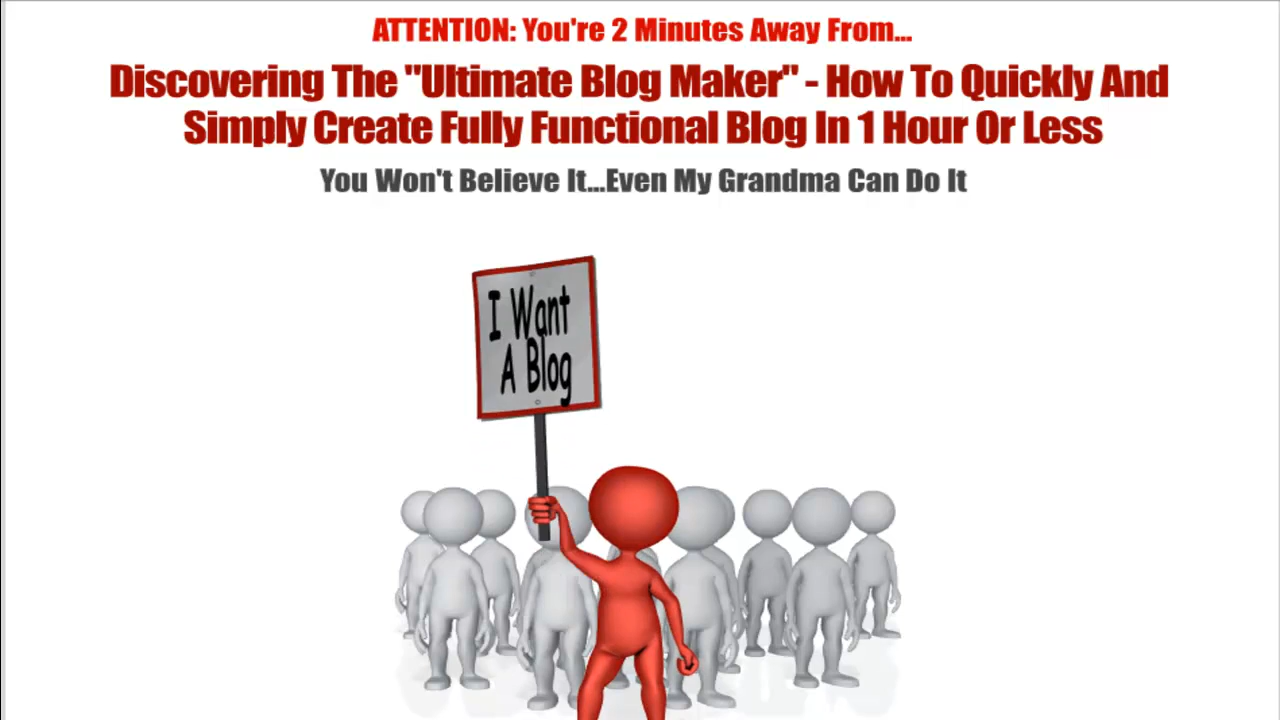 ATTENTION: You're 2 Minutes Away From...
Discovering The "Ultimate Blog Maker" - How To Quickly And
Simply Create Fully Functional Blog In 1 Hour Or Less
You Won't Believe It...Even My Grandma Can Do It
I Want
A Blog